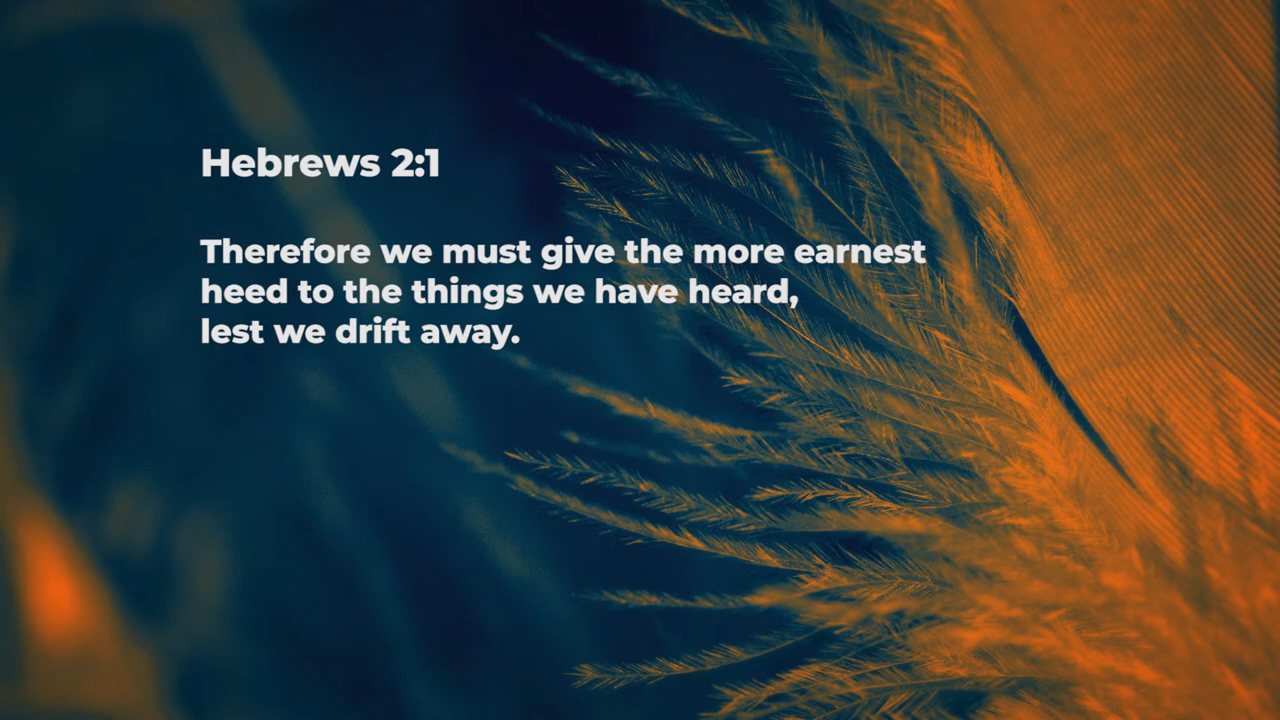 Hebrews 2:1
Therefore we must give the more earnest
heed to the things we have heard,
lest we drift away.